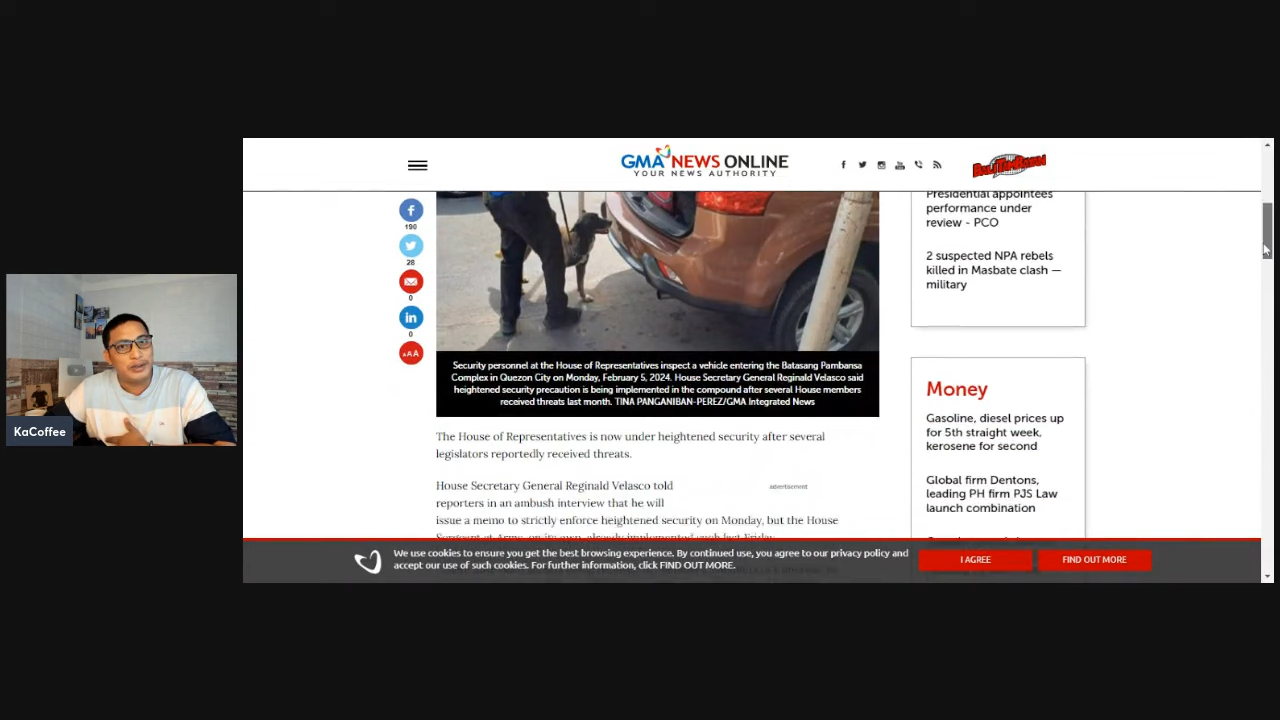 GMA NEWS ONLINE
YOUR NEWS AUTHORITY
190
28
0
in
0
AAA
Security personnel at the House of Representatives inspect a vehicle entering the Batasang Pambansa
Complex in Quezon City on Monday, February 5, 2024. House Secretary General Reginald Velasco said
heightened security precaution is being implemented in the compound after several House members
received threats last month. TINA PANGANIBAN-PEREZ/GMA Integrated News
The House of Representatives is now under heightened security after several
legislators reportedly received threats.
House Secretary General Reginald Velasco told
reporters in an ambush interview that he will
issue a memo to strictly enforce heightened security on Monday, but the House
advertisement
Presidential appointees
performance under
review - PCO
2 suspected NPA rebels
killed in Masbate clash —
military
Money
Gasoline, diesel prices up
for 5th straight week,
kerosene for second
Global firm Dentons,
leading PH firm PJS Law
launch combination
We use cookies to ensure you get the best browsing experience. By continued use, you agree to our privacy policy and
accept our use of such cookies. For further information, click FIND OUT MORE.
I AGREE
FIND OUT MORE
KaCoffee